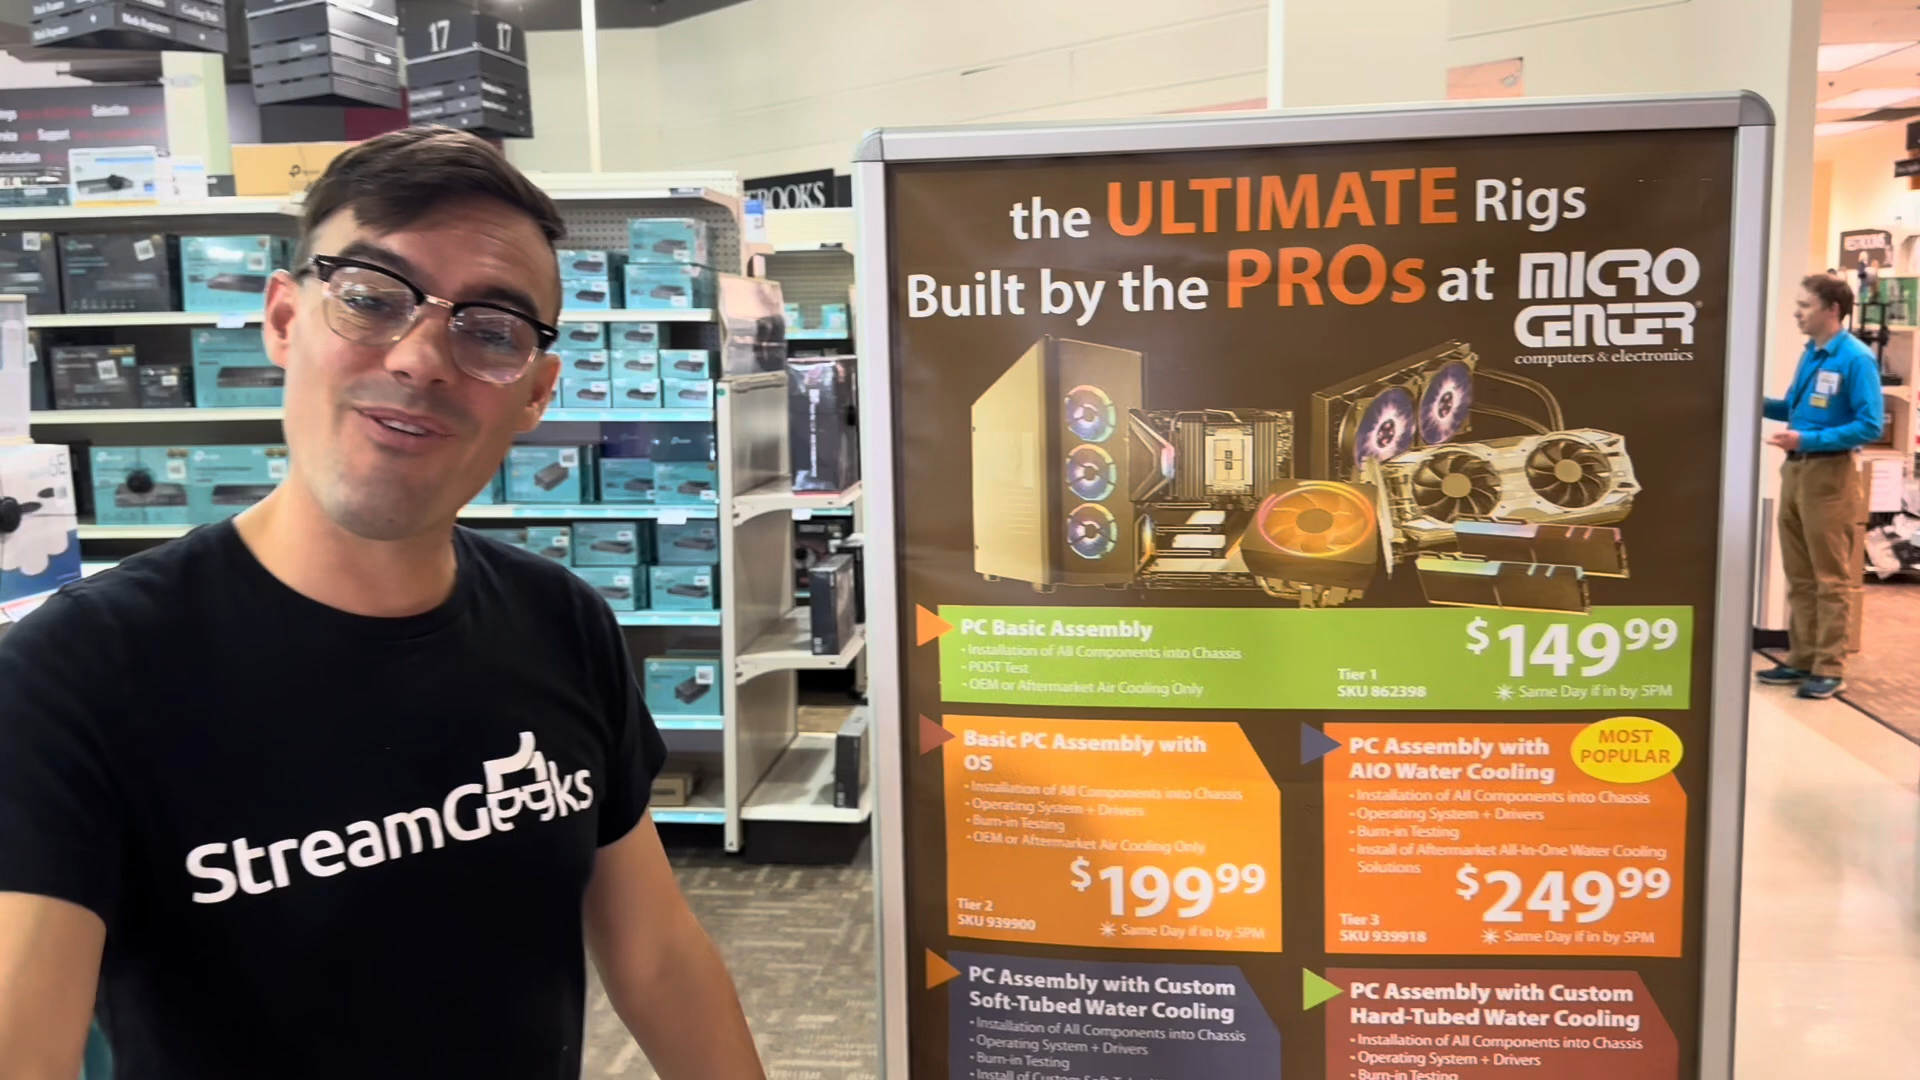 17
17
Selection
Support
BOOKS
StreamGeeks
the ULTIMATE Rigs
Built by the PROs at MICRO CENTER
computers & electronics
PC Basic Assembly
• Installation of All Components into Chassis
• POST Test
• OEM or Aftermarket Air Cooling Only
Tier 1
SKU 862398
$149.99
Same Day if in by 5PM
Basic PC Assembly with
OS
• Installation of All Components into Chassis
• Operating System + Drivers
• Burn-in Testing
• OEM or Aftermarket Air Cooling Only
$199.99
Tier 2
SKU 939900
Same Day if in by 5PM
MOST
POPULAR
PC Assembly with
AIO Water Cooling
• Installation of All Components into Chassis
• Operating System + Drivers
• Burn-in Testing
• Install of Aftermarket All-In-One Water Cooling
Solutions
$249.99
Tier 3
SKU 939918
Same Day if in by 5PM
PC Assembly with Custom
Soft-Tubed Water Cooling
• Installation of All Components into Chassis
• Operating System + Drivers
• Burn-in Testing
• Install of Custom
PC Assembly with Custom
Hard-Tubed Water Cooling
• Installation of All Components into Chassis
• Operating System + Drivers
• Burn-in Testing